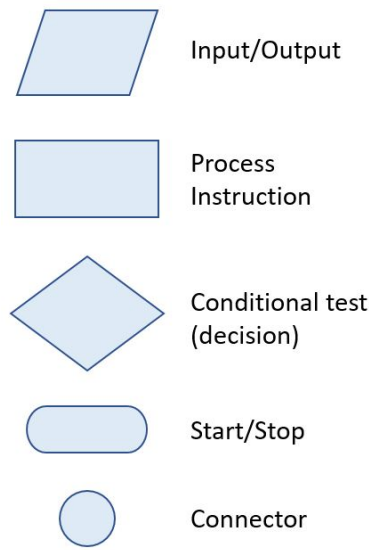 Input/Output
Process
Instruction
Conditional test
(decision)
Start/Stop
Connector